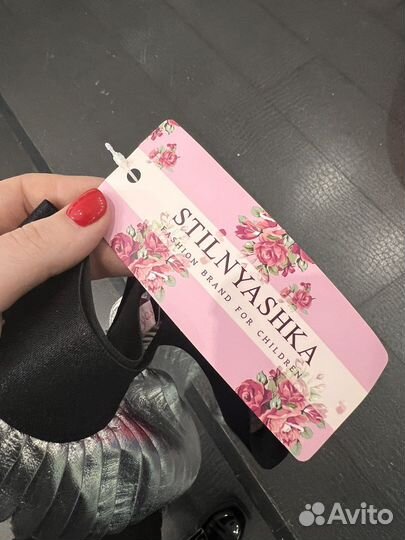 STILNYASHKA
FASHION BRAND FOR CHILDREN
Avito